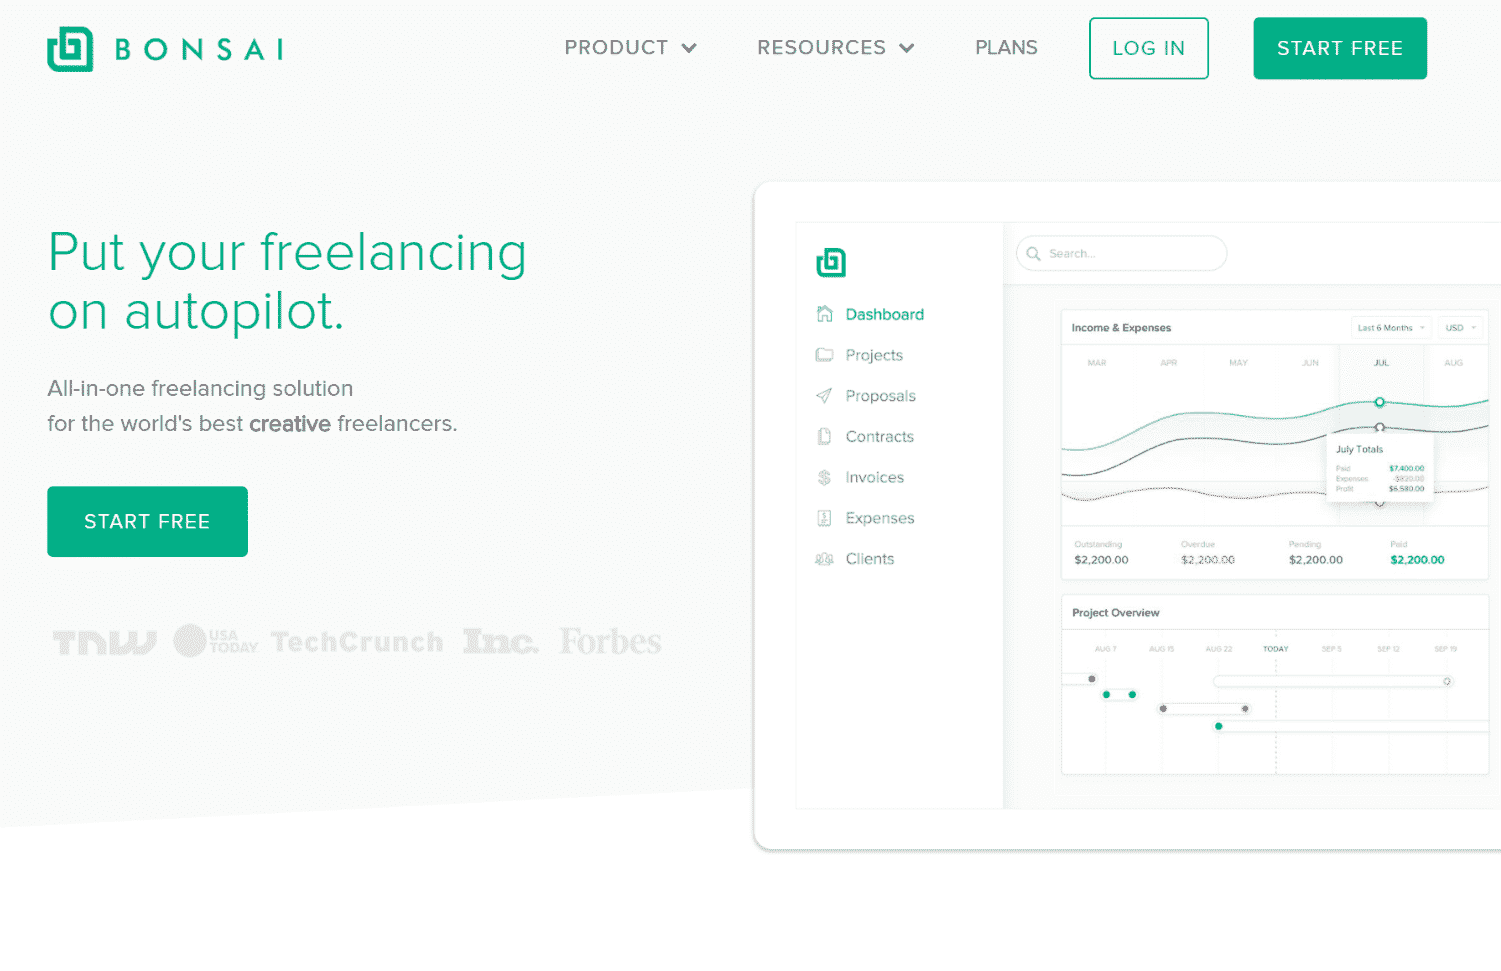 BONSAI
PRODUCT
RESOURCES
PLANS
LOG IN
START FREE
Put your freelancing
on autopilot.
All-in-one freelancing solution
for the world's best creative freelancers.
START FREE
TNW
USA
TODAY
TechCrunch
Inc.
Forbes
Search...
Dashboard
Projects
Proposals
Contracts
Invoices
Expenses
Clients
Income & Expenses
Last 6 Months
USD
MAR APR MAY JUN JUL AUG
July Totals
Paid $7,400.00
Expenses -$820.00
Profit $6,580.00
Outstanding Overdue Pending Paid
$2,200.00 $2,200.00 $2,200.00 $2,200.00
Project Overview
AUG 7 AUG 15 AUG 22 TODAY SEP 5 SEP 12 SEP 19